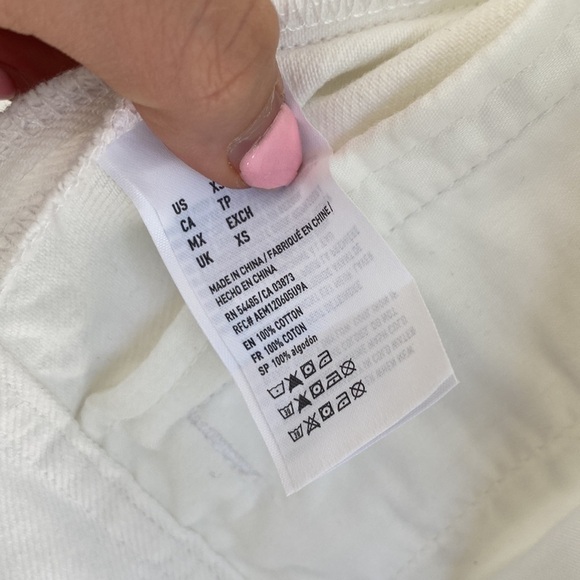 US XS
CA TP
MX EXCH
UK XS
MADE IN CHINA / FABRIQUÉ EN CHINE /
HECHO EN CHINA
RN 54485/CA 03873
RFC# AEM120605U9A
EN 100% COTTON
FR 100% COTON
SP 100% algodón